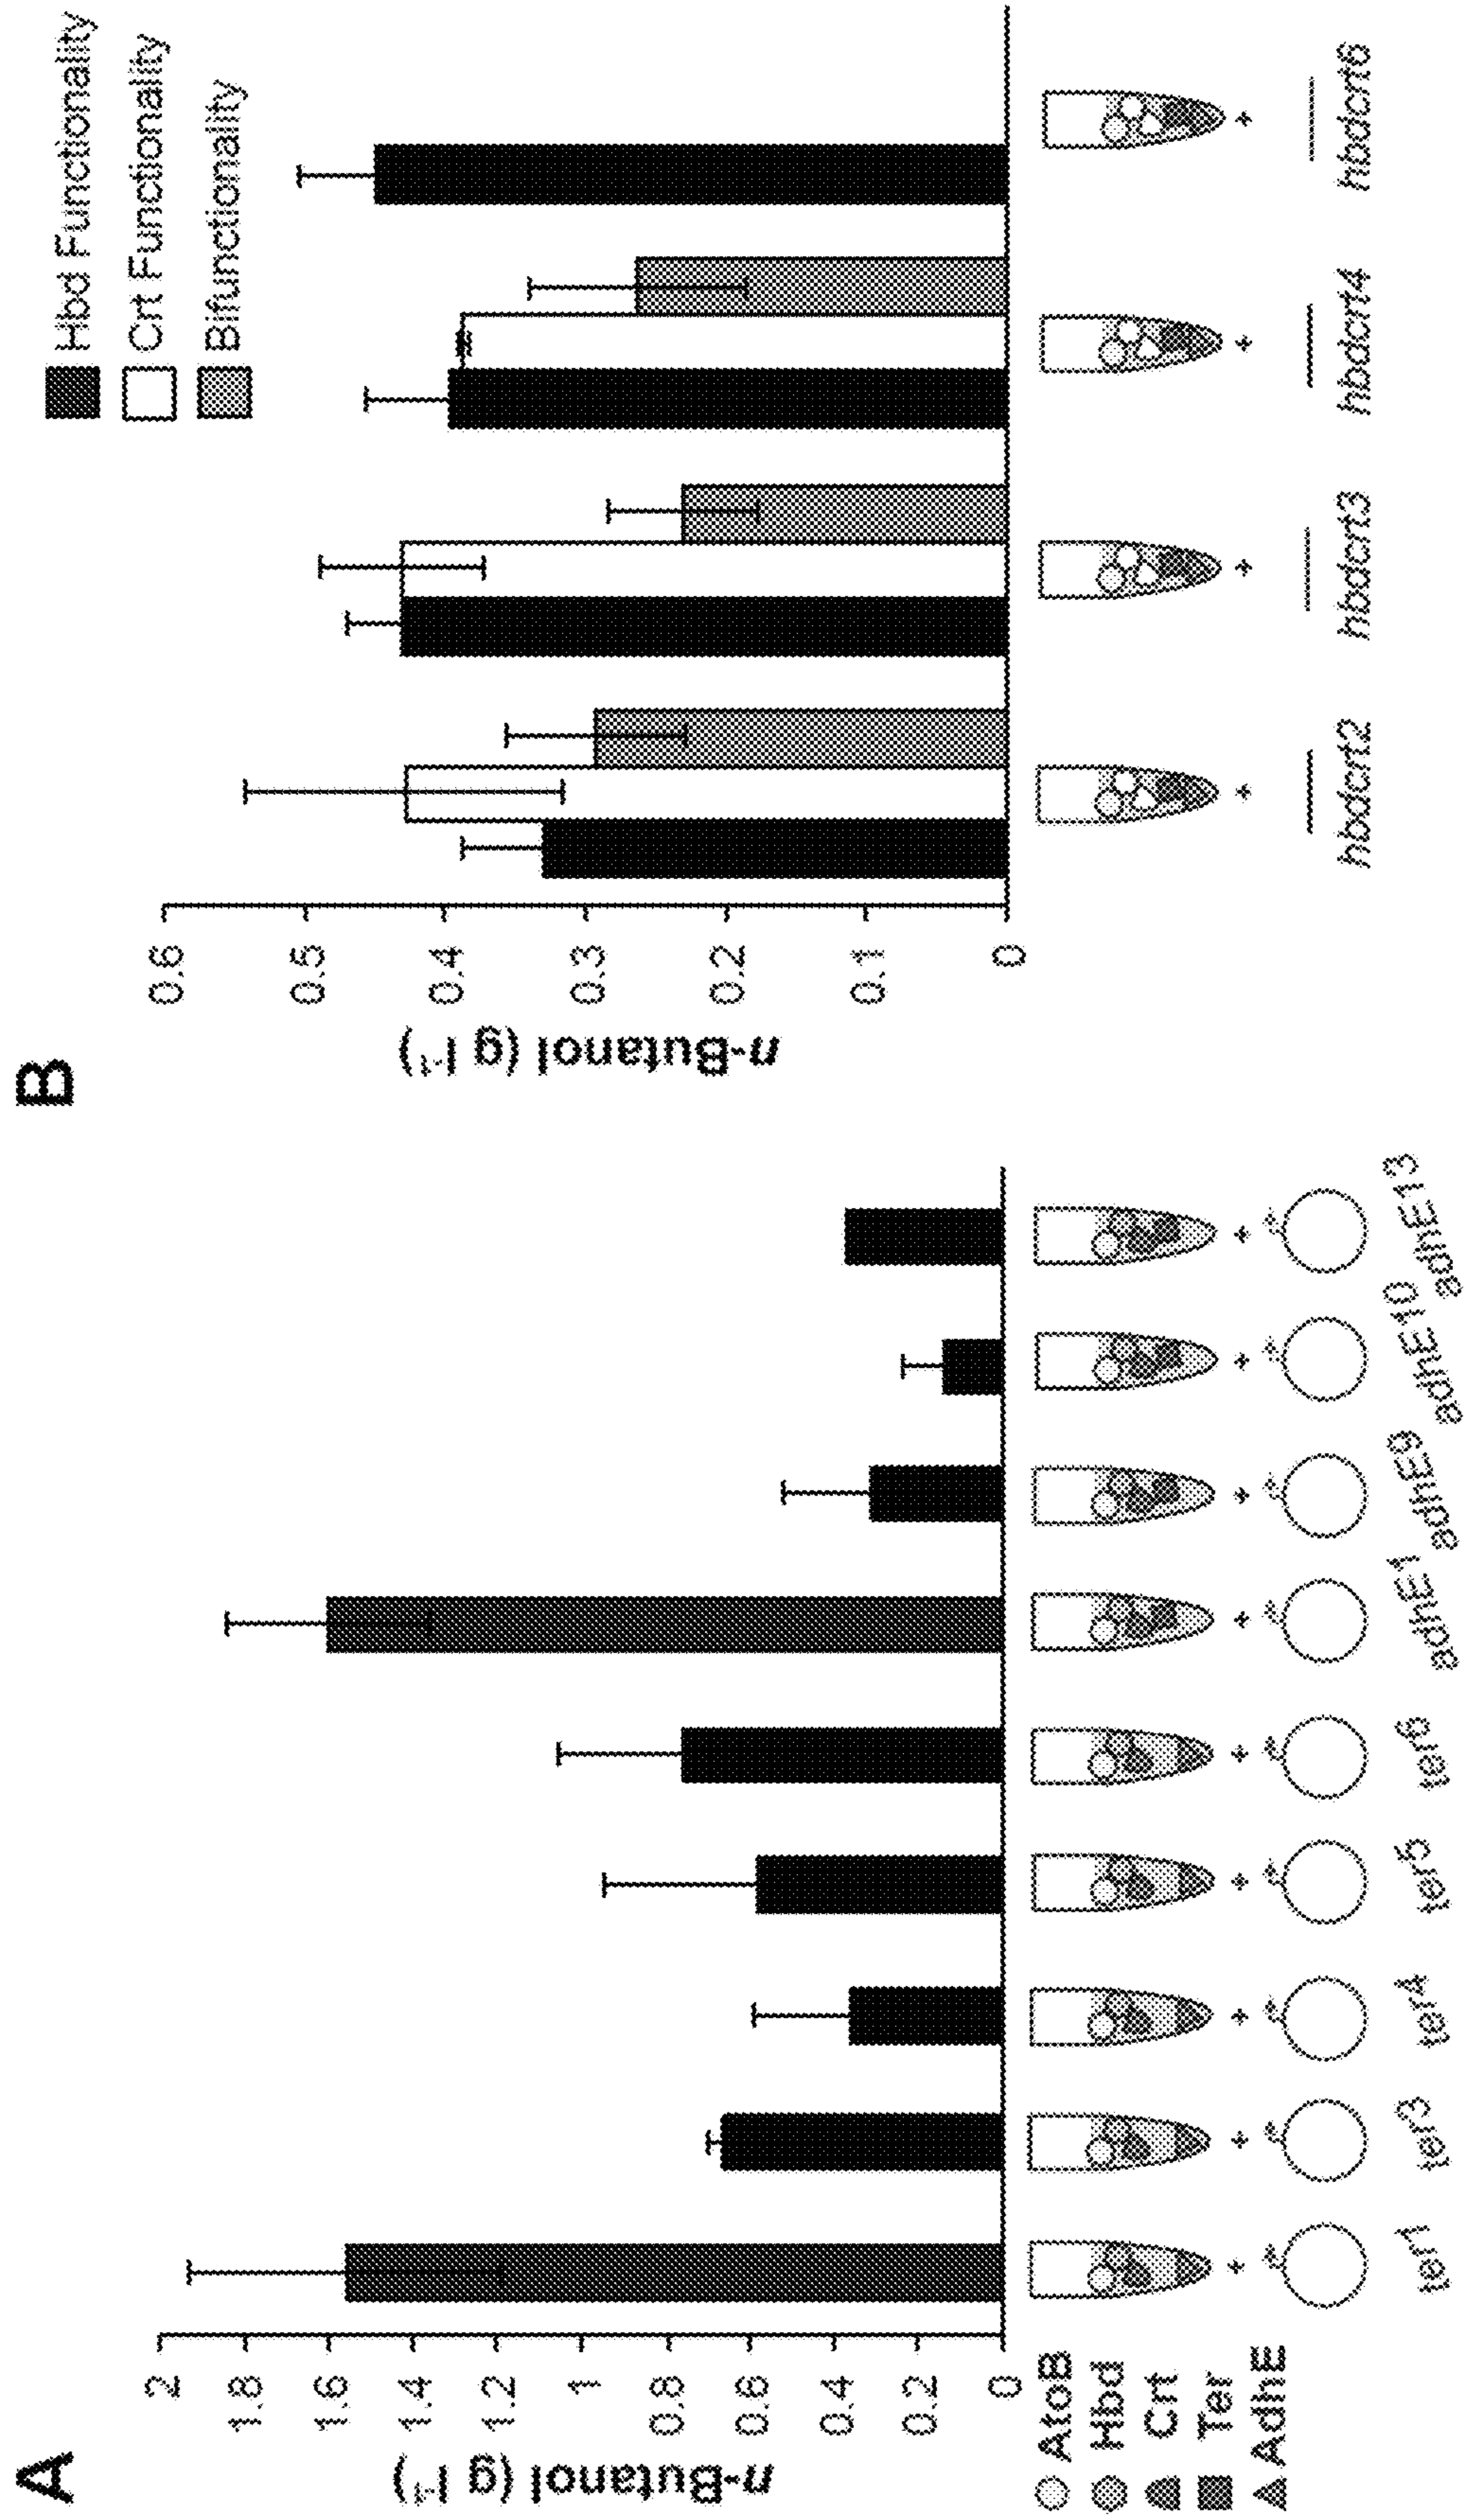 A
n-Butanol (g l⁻¹)
2
1.8
1.6
1.4
1.2
1
0.8
0.6
0.4
0.2
0
AtoB
Hbd
Crt
Ter
AdhE
+ + + + + + + + +
ter1 ter3 ter4 ter5 ter6 adhE1 adhE9 adhE10 adhE13
B
Hbd Functionality
Crt Functionality
Bifunctionality
n-Butanol (g l⁻¹)
0.6
0.5
0.4
0.3
0.2
0.1
0
+ + + +
hbdcrt2 hbdcrt3 hbdcrt4 hbdcrt6